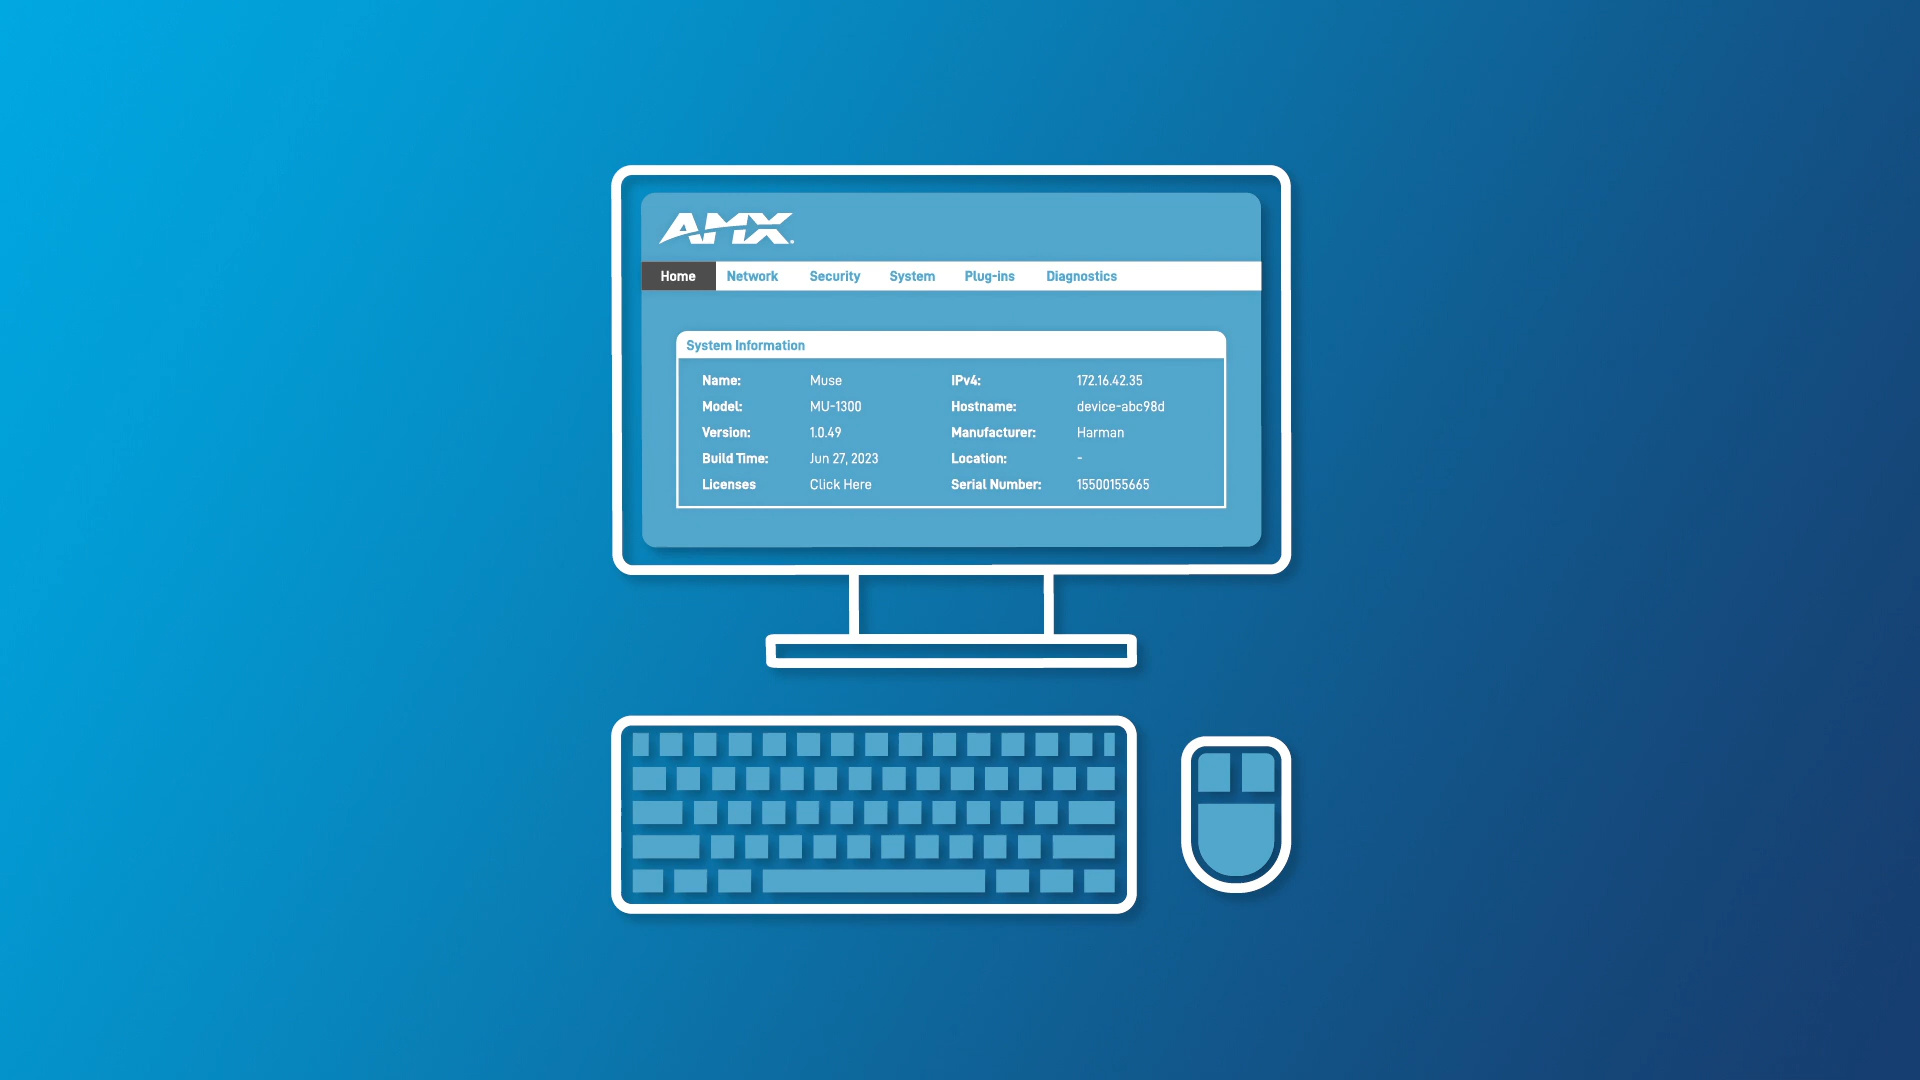 AMX
Home Network Security System Plug-ins Diagnostics
System Information
Name: Muse IPv4: 172.16.42.35
Model: MU-1300 Hostname: device-abc98d
Version: 1.0.49 Manufacturer: Harman
Build Time: Jun 27, 2023 Location: -
Licenses Click Here Serial Number: 15500155665